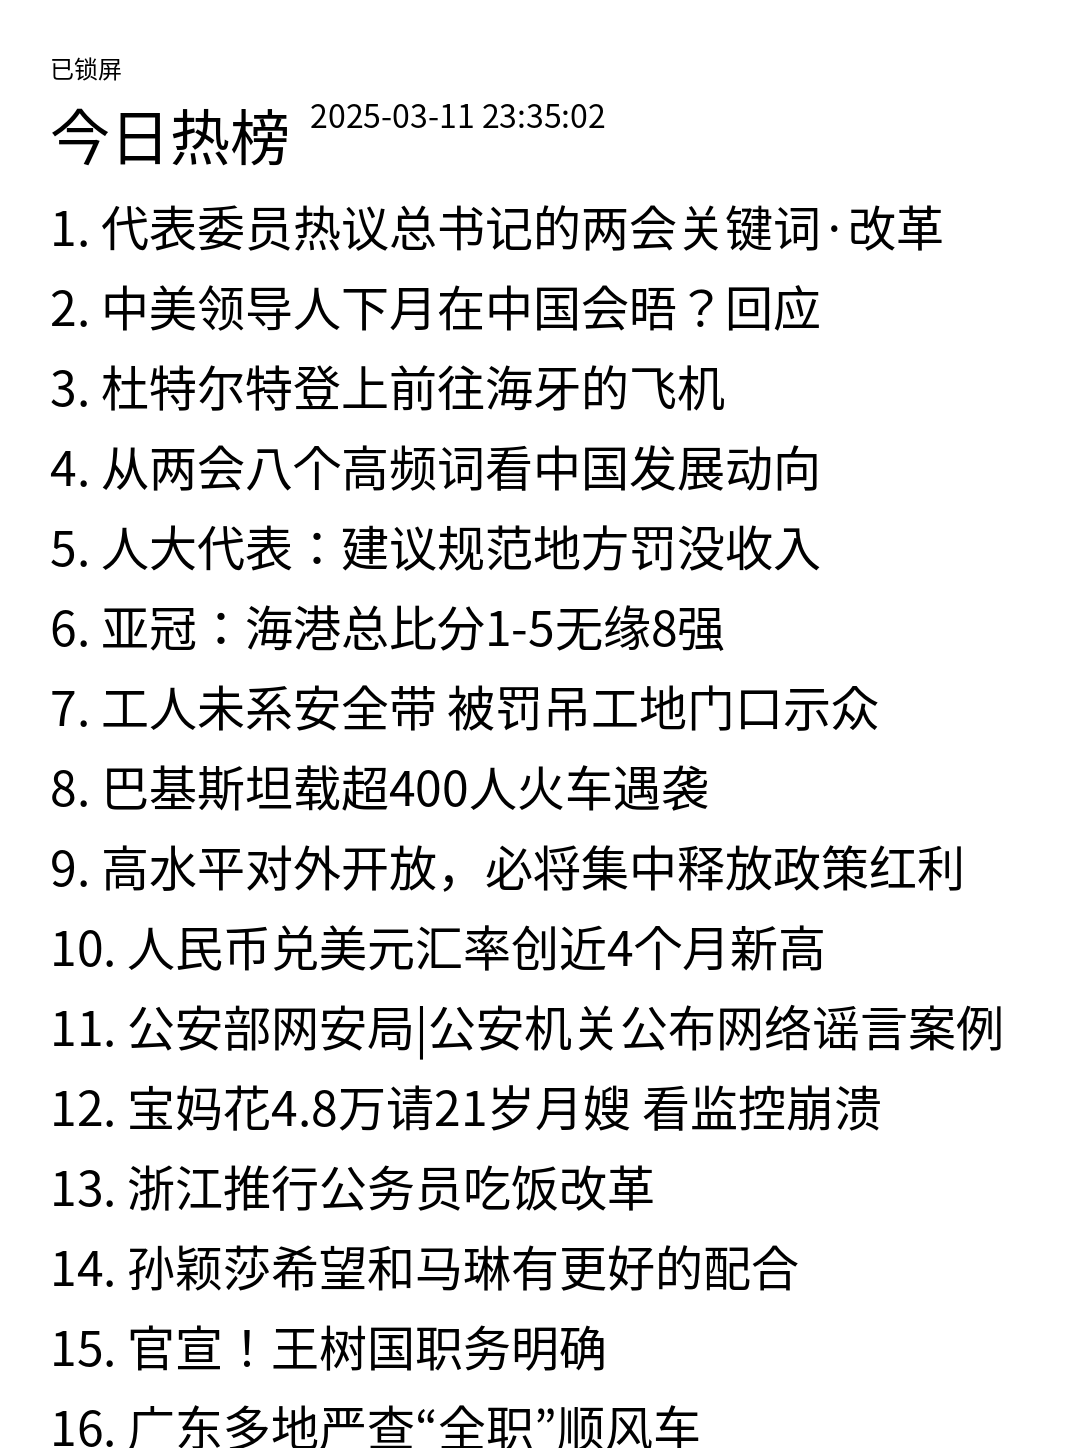 已锁屏
今日热榜 2025-03-11 23:35:02
1. 代表委员热议总书记的两会关键词·改革
2. 中美领导人下月在中国会晤？回应
3. 杜特尔特登上前往海牙的飞机
4. 从两会八个高频词看中国发展动向
5. 人大代表：建议规范地方罚没收入
6. 亚冠：海港总比分1-5无缘8强
7. 工人未系安全带 被罚吊工地门口示众
8. 巴基斯坦载超400人火车遇袭
9. 高水平对外开放，必将集中释放政策红利
10. 人民币兑美元汇率创近4个月新高
11. 公安部网安局|公安机关公布网络谣言案例
12. 宝妈花4.8万请21岁月嫂 看监控崩溃
13. 浙江推行公务员吃饭改革
14. 孙颖莎希望和马琳有更好的配合
15. 官宣！王树国职务明确
16. 广东多地严查“全职”顺风车